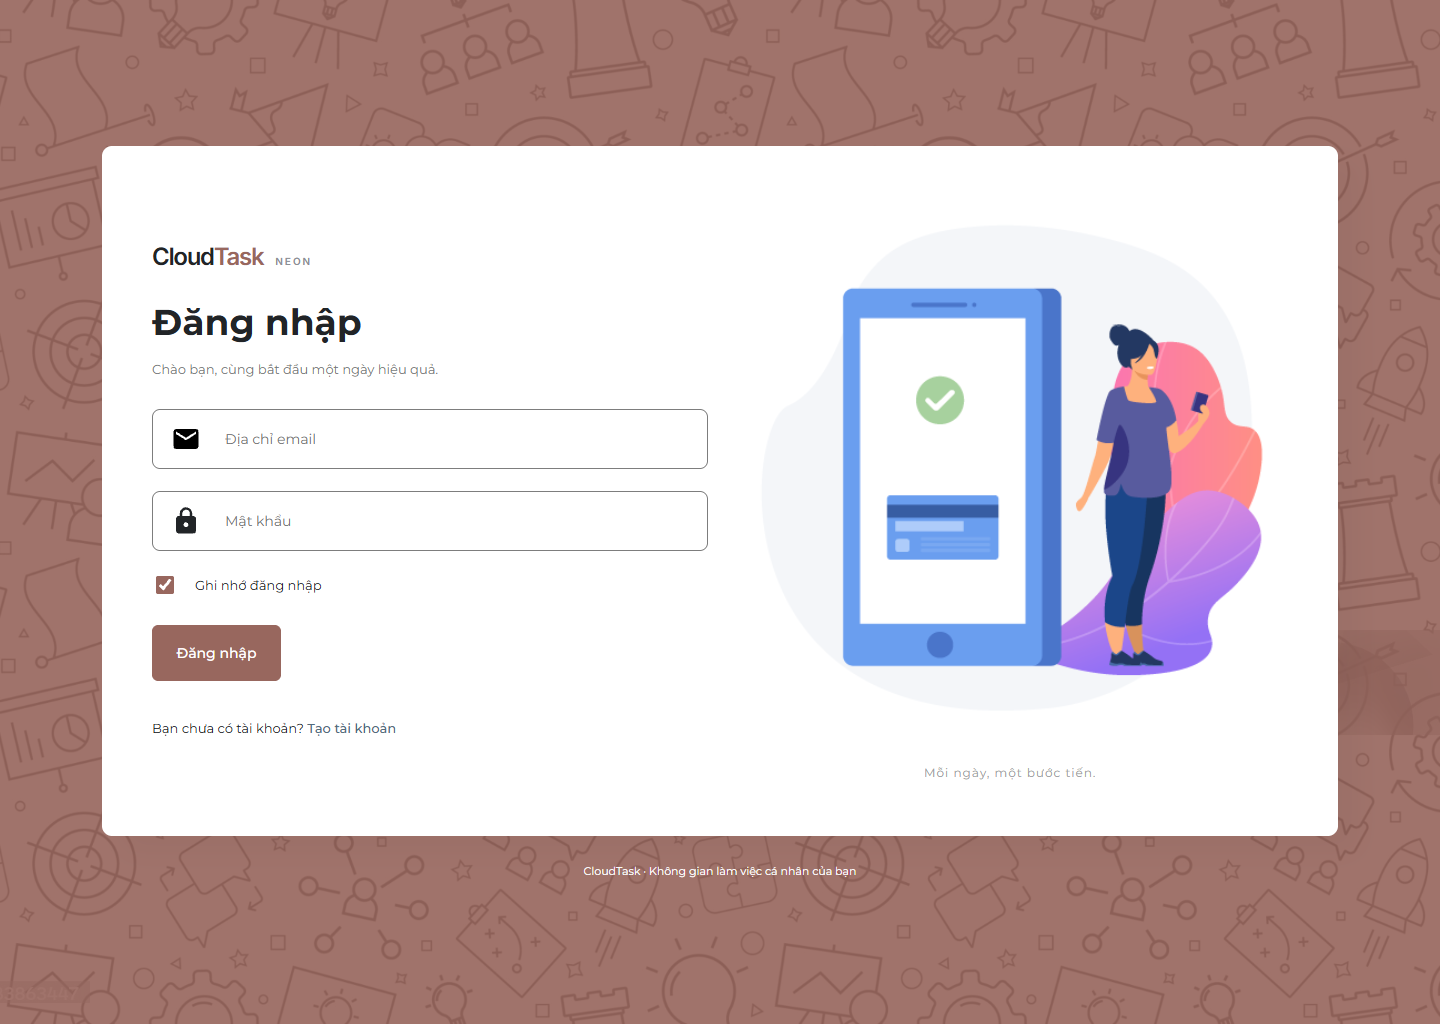 CloudTask NEON
Đăng nhập
Chào bạn, cùng bắt đầu một ngày hiệu quả.
Địa chỉ email
Mật khẩu
Ghi nhớ đăng nhập
Đăng nhập
Bạn chưa có tài khoản? Tạo tài khoản
Mỗi ngày, một bước tiến.
CloudTask · Không gian làm việc cá nhân của bạn